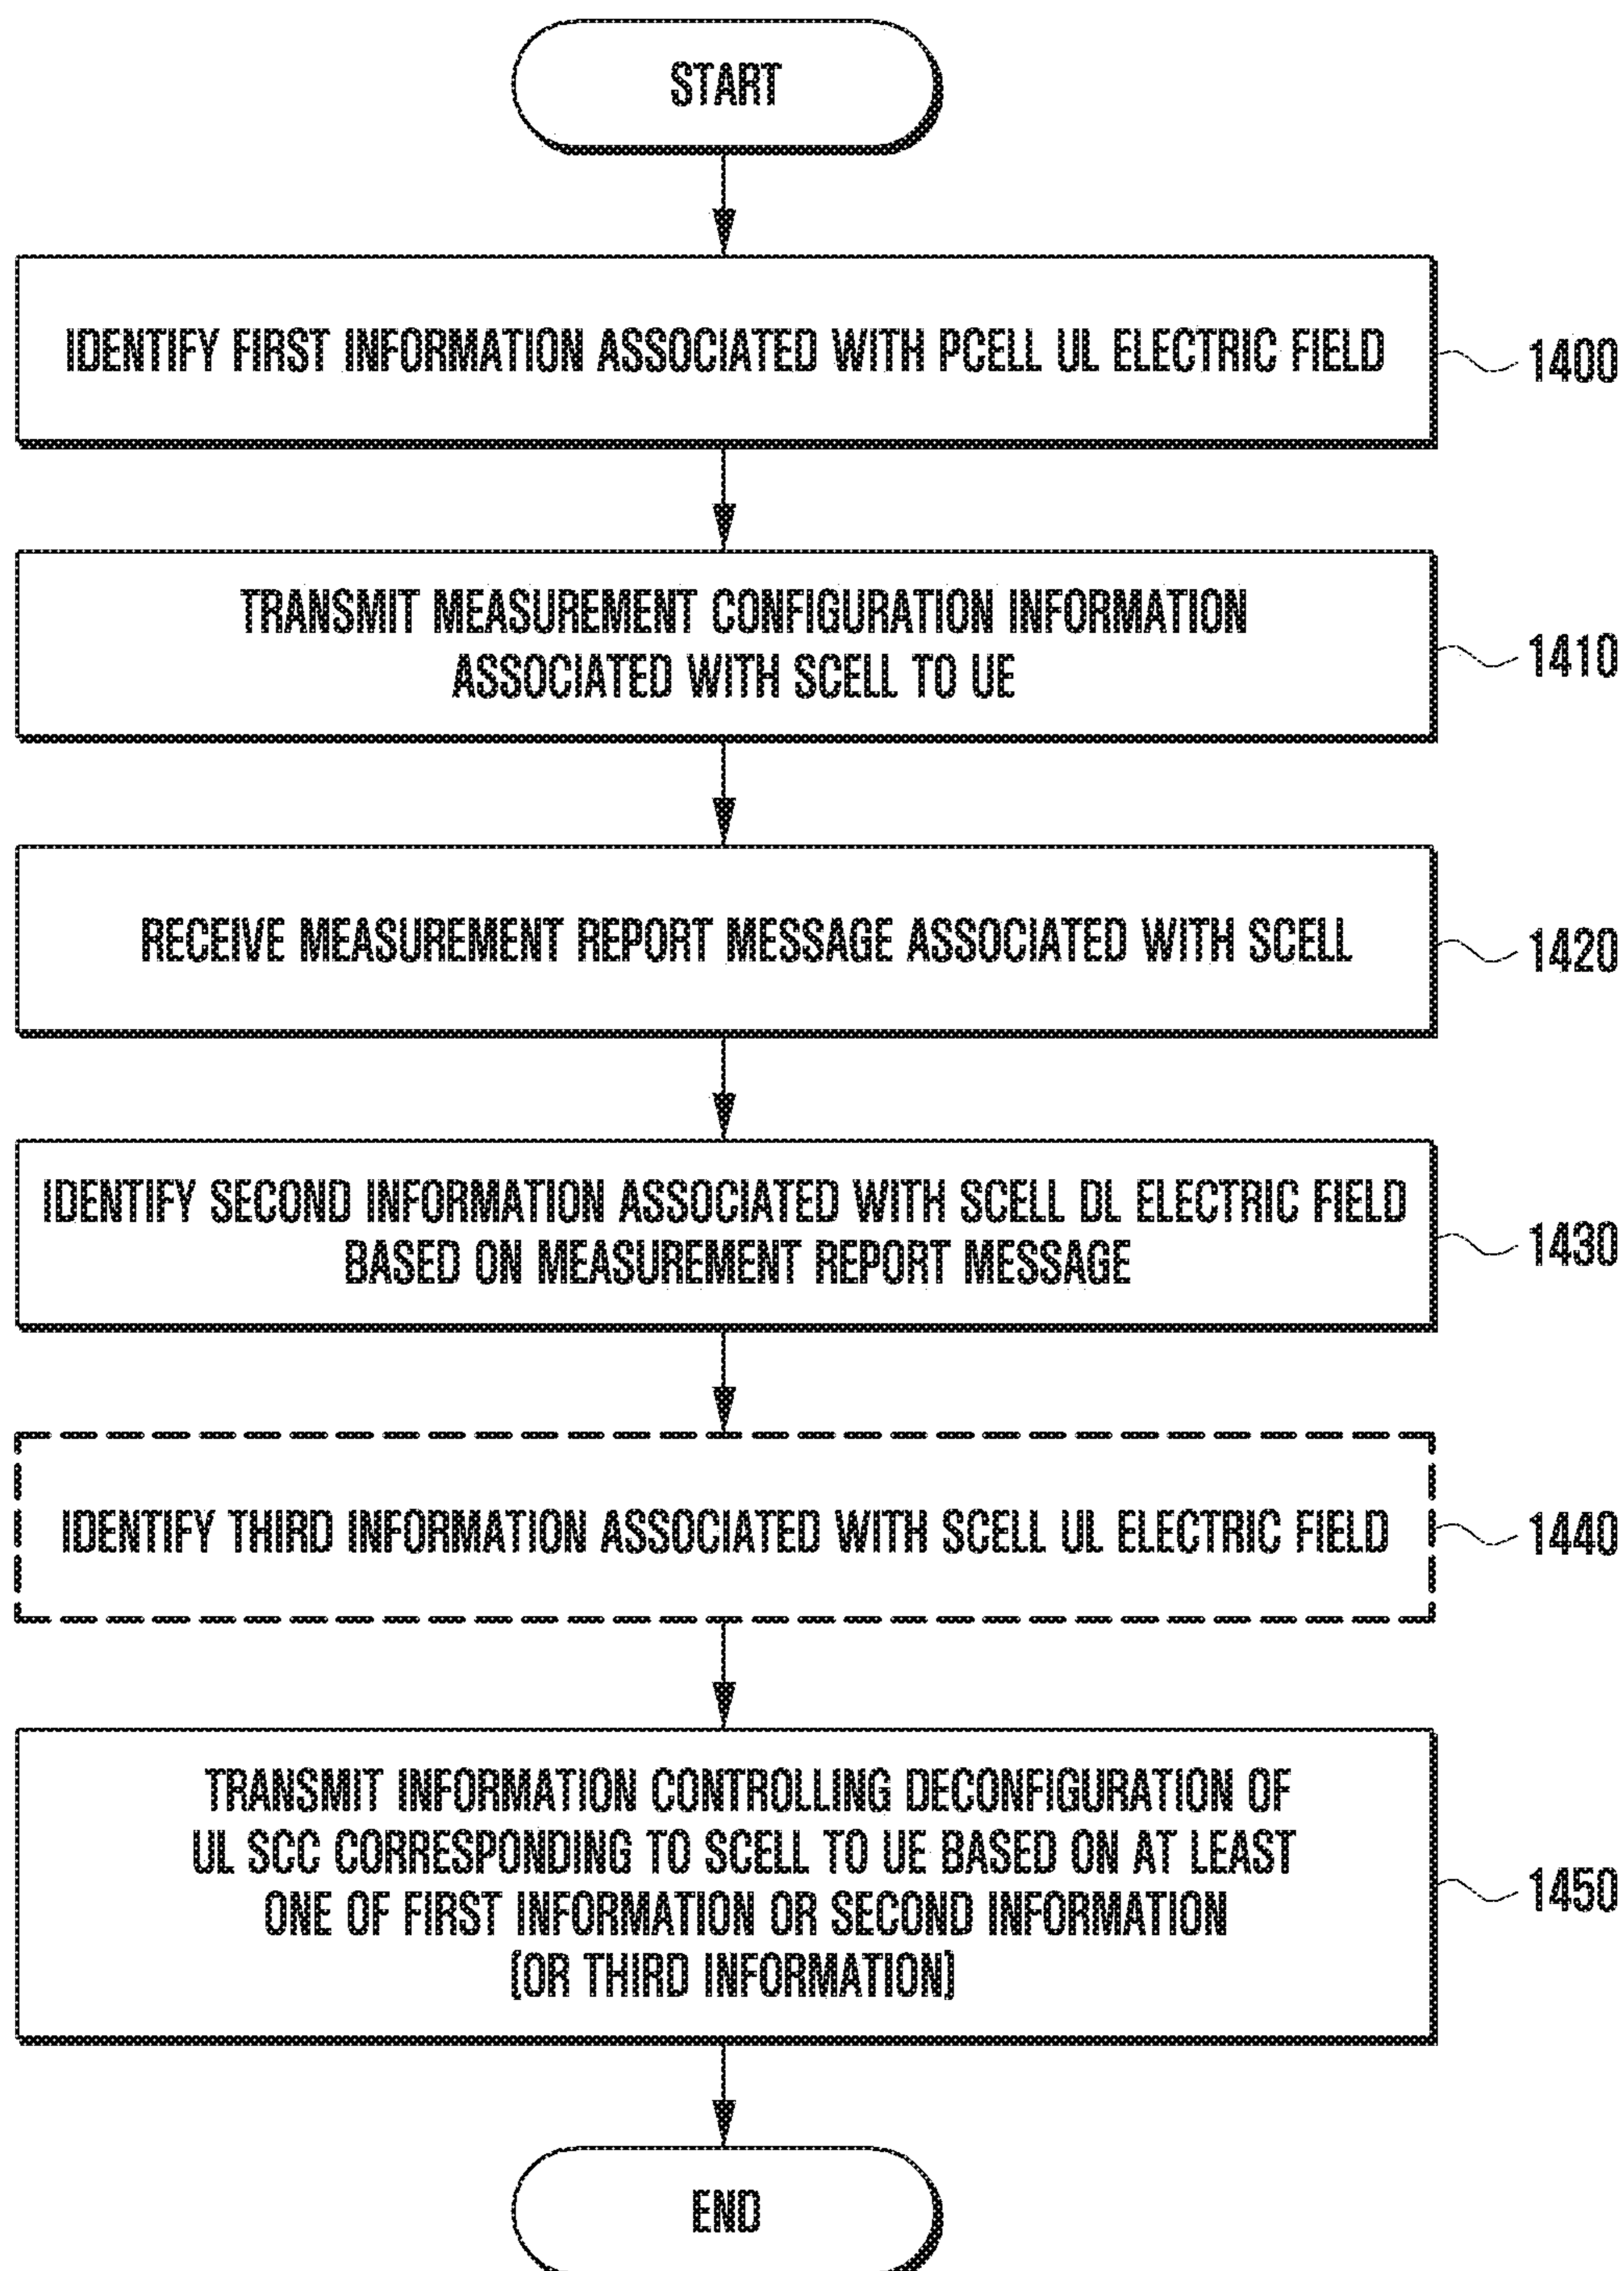 START
IDENTIFY FIRST INFORMATION ASSOCIATED WITH PCELL UL ELECTRIC FIELD
1400
TRANSMIT MEASUREMENT CONFIGURATION INFORMATION
ASSOCIATED WITH SCELL TO UE
1410
RECEIVE MEASUREMENT REPORT MESSAGE ASSOCIATED WITH SCELL
1420
IDENTIFY SECOND INFORMATION ASSOCIATED WITH SCELL DL ELECTRIC FIELD
BASED ON MEASUREMENT REPORT MESSAGE
1430
IDENTIFY THIRD INFORMATION ASSOCIATED WITH SCELL UL ELECTRIC FIELD
1440
TRANSMIT INFORMATION CONTROLLING DECONFIGURATION OF
UL SCC CORRESPONDING TO SCELL TO UE BASED ON AT LEAST
ONE OF FIRST INFORMATION OR SECOND INFORMATION
(OR THIRD INFORMATION)
1450
END